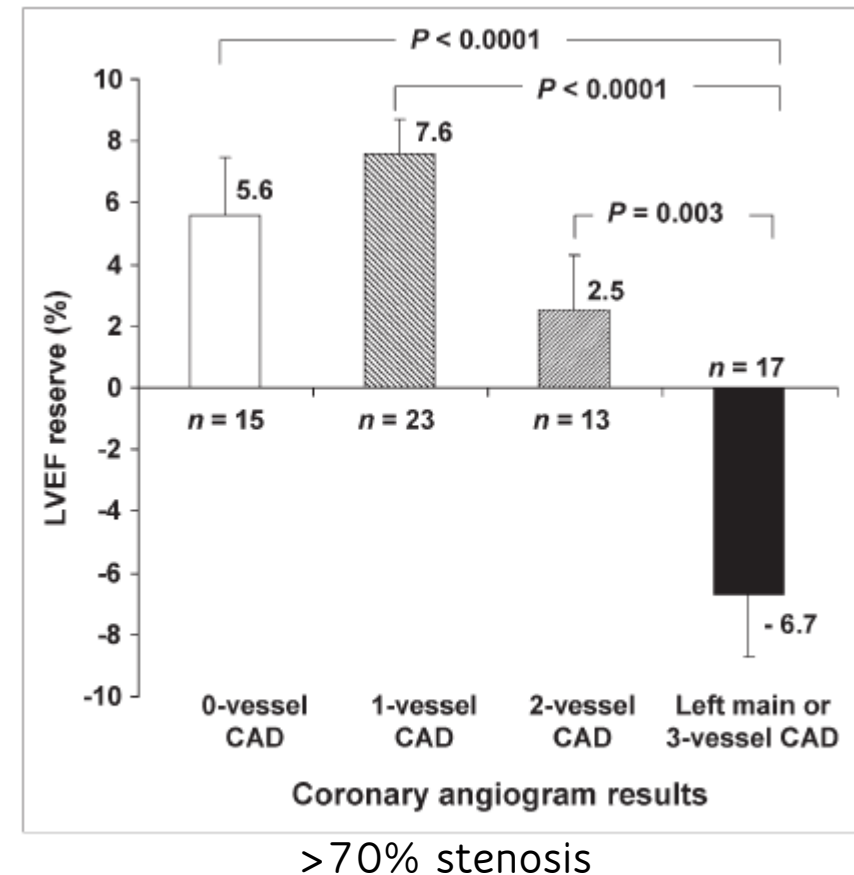 P < 0.0001
P < 0.0001
P = 0.003
LVEF reserve (%)
10
8
6
4
2
0
-2
-4
-6
-8
-10
5.6
7.6
2.5
- 6.7
n = 15
n = 23
n = 13
n = 17
0-vessel
CAD
1-vessel
CAD
2-vessel
CAD
Left main or
3-vessel CAD
Coronary angiogram results
>70% stenosis